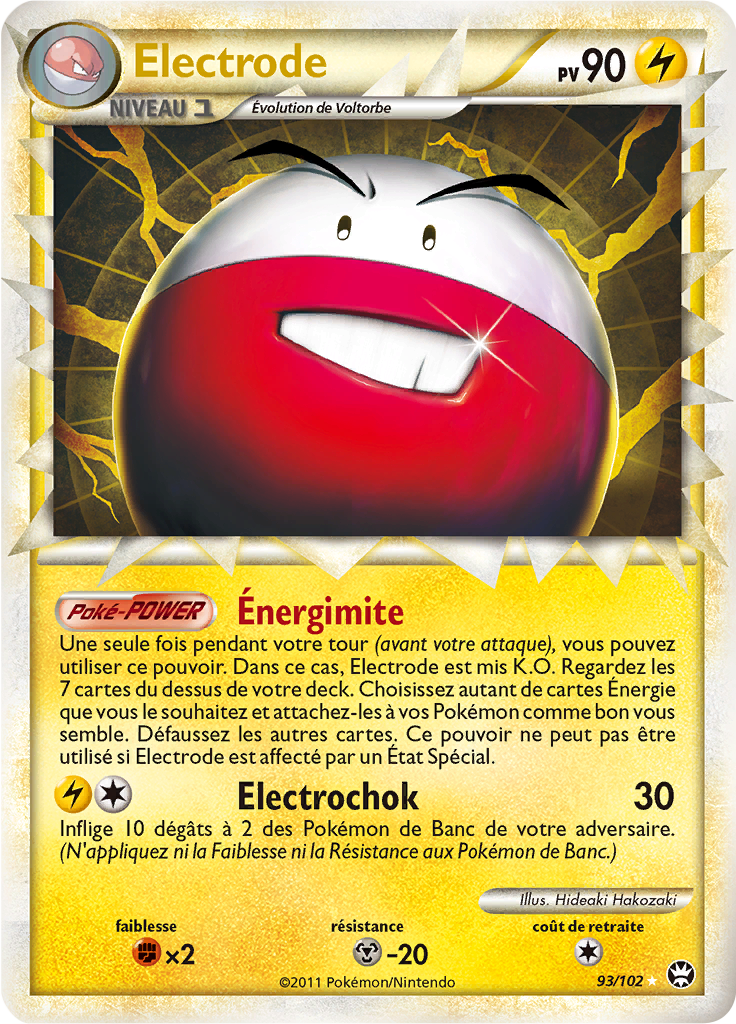 Electrode
PV 90
NIVEAU 1
Évolution de Voltorbe
Poké-POWER Énergimite
Une seule fois pendant votre tour (avant votre attaque), vous pouvez
utiliser ce pouvoir. Dans ce cas, Electrode est mis K.O. Regardez les
7 cartes du dessus de votre deck. Choisissez autant de cartes Énergie
que vous le souhaitez et attachez-les à vos Pokémon comme bon vous
semble. Défaussez les autres cartes. Ce pouvoir ne peut pas être
utilisé si Electrode est affecté par un État Spécial.
Electrochok 30
Inflige 10 dégâts à 2 des Pokémon de Banc de votre adversaire.
(N'appliquez ni la Faiblesse ni la Résistance aux Pokémon de Banc.)
Illus. Hideaki Hakozaki
faiblesse résistance coût de retraite
×2 -20
©2011 Pokémon/Nintendo 93/102